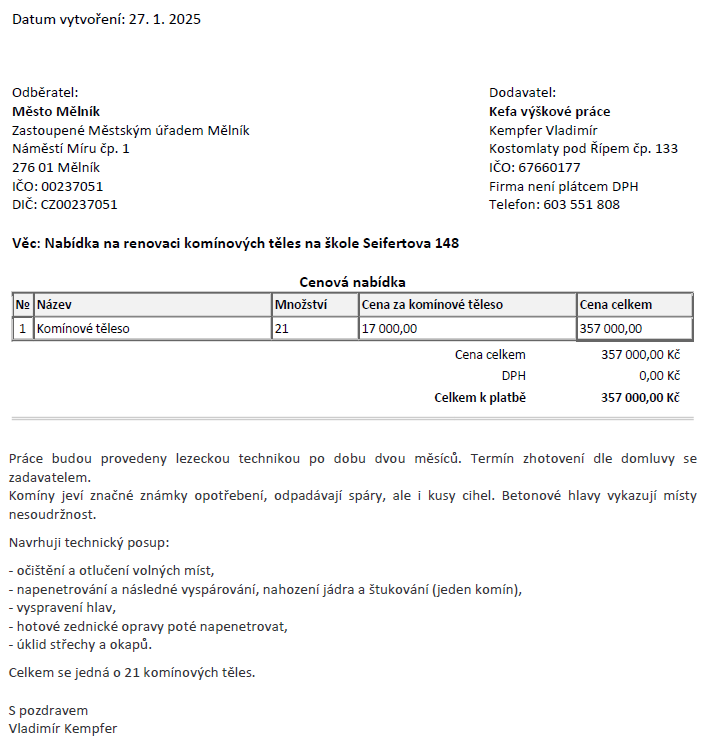 Datum vytvoření: 27. 1. 2025
Odběratel:
Město Mělník
Zastoupené Městským úřadem Mělník
Náměstí Míru čp. 1
276 01 Mělník
IČO: 00237051
DIČ: CZ00237051
Dodavatel:
Kefa výškové práce
Kempfer Vladimír
Kostomlaty pod Řípem čp. 133
IČO: 67660177
Firma není plátcem DPH
Telefon: 603 551 808
Věc: Nabídka na renovaci komínových těles na škole Seifertova 148
Cenová nabídka
№ Název Množství Cena za komínové těleso Cena celkem
1 Komínové těleso 21 17 000,00 357 000,00
Cena celkem 357 000,00 Kč
DPH 0,00 Kč
Celkem k platbě 357 000,00 Kč
Práce budou provedeny lezeckou technikou po dobu dvou měsíců. Termín zhotovení dle domluvy se
zadavatelem.
Komíny jeví značné známky opotřebení, odpadávají spáry, ale i kusy cihel. Betonové hlavy vykazují místy
nesoudržnost.
Navrhuji technický posup:
- očištění a otlučení volných míst,
- napenetrování a následné vyspárování, nahození jádra a štukování (jeden komín),
- vyspravení hlav,
- hotové zednické opravy poté napenetrovat,
- úklid střechy a okapů.
Celkem se jedná o 21 komínových těles.
S pozdravem
Vladimír Kempfer